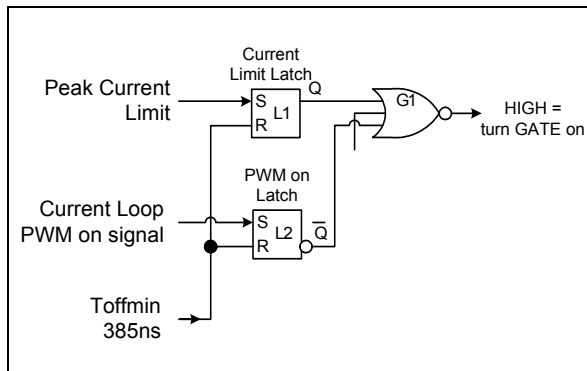 Current
Limit Latch
Peak Current
Limit
S
R
L1
Q
G1
HIGH =
turn GATE on
PWM on
Latch
Current Loop
PWM on signal
S
R
L2
Q̅
Toffmin
385ns